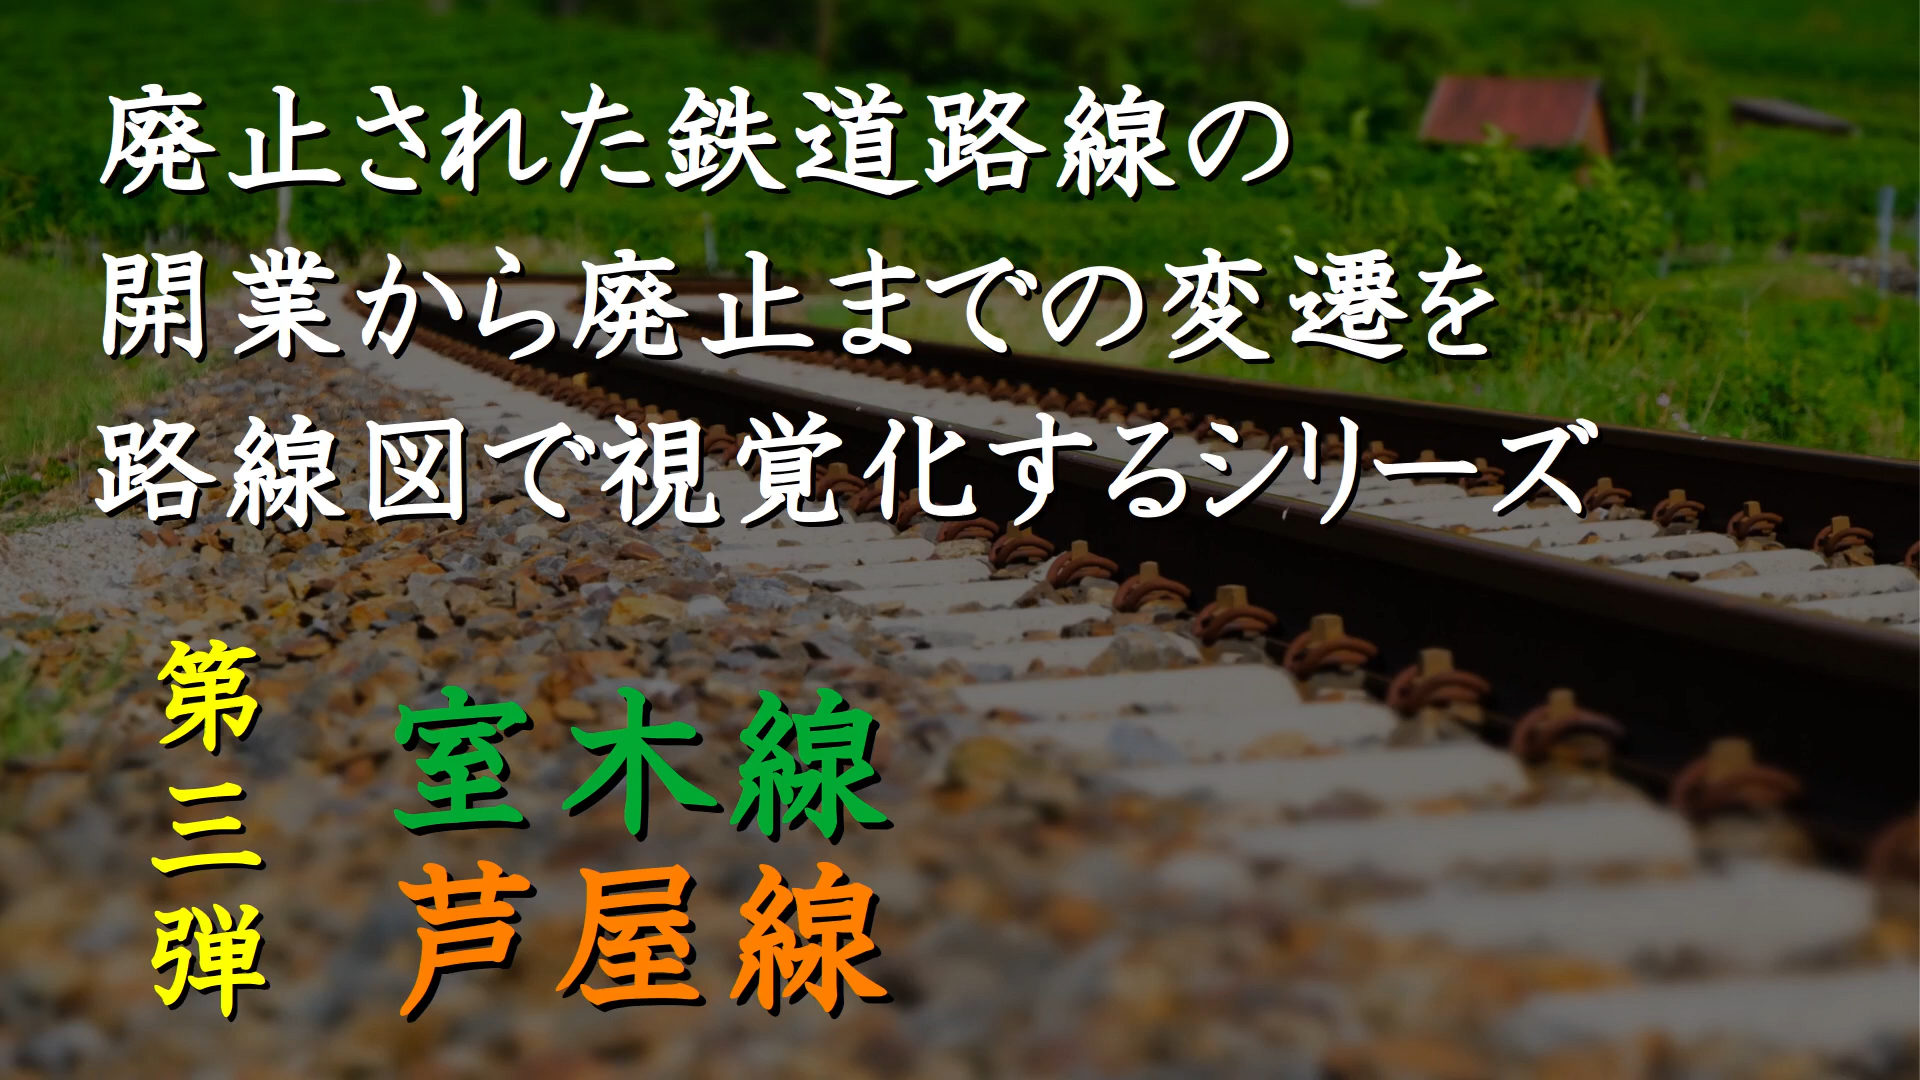 廃止された鉄道路線の
開業から廃止までの変遷を
路線図で視覚化するシリーズ
第三弾
室木線
芦屋線